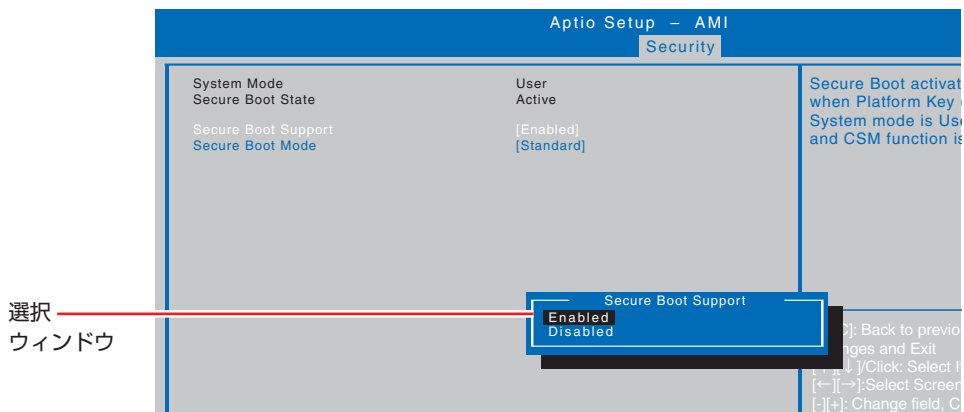 Aptio Setup – AMI
Security
System Mode User
Secure Boot State Active
Secure Boot Support [Enabled]
Secure Boot Mode [Standard]
Secure Boot activat
when Platform Key
System mode is Us
and CSM function is
選択
ウィンドウ
Secure Boot Support
Enabled
Disabled
]: Back to previo
nges and Exit
[↑][↓]/Click: Select I
[←][→]:Select Screen
[-][+]: Change field, C